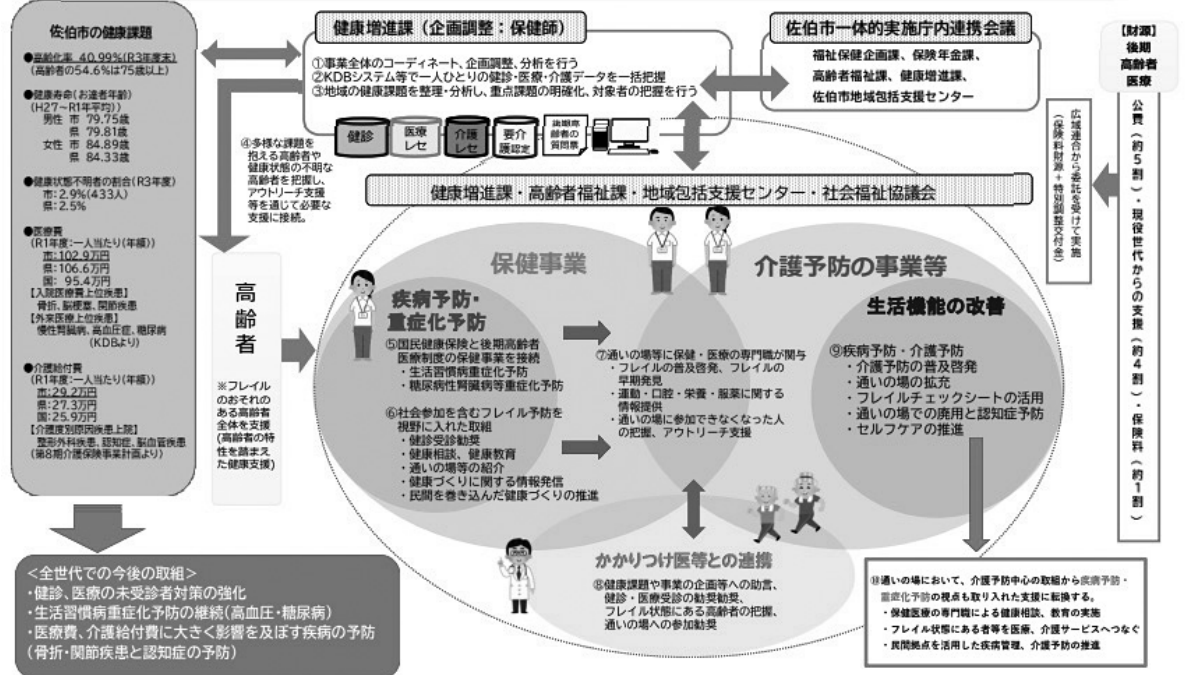 佐伯市の健康課題
●高齢化率 40.99%(R3年度末)
(高齢者の54.6%は75歳以上)
●健康寿命(お達者年齢)
(H27～R1年平均))
男性 市 79.75歳
県 79.81歳
女性 市 84.89歳
県 84.33歳
●健康状態不明者の割合(R3年度)
市:2.9%(433人)
県:2.5%
●医療費
(R1年度:一人当たり(年額))
市:102.9万円
県:106.6万円
国: 95.4万円
【入院医療費上位疾患】
骨折、脳梗塞、関節疾患
【外来医療上位疾患】
慢性腎臓病、高血圧症、糖尿病
(KDBより)
●介護給付費
(R1年度:一人当たり(年額))
市:29.2万円
県:27.3万円
国:25.9万円
【介護度別原因疾患上院】
整形外科疾患、認知症、脳血管疾患
(第8期介護保険事業計画より)
＜全世代での今後の取組＞
・健診、医療の未受診者対策の強化
・生活習慣病重症化予防の継続(高血圧・糖尿病)
・医療費、介護給付費に大きく影響を及ぼす疾病の予防
(骨折・関節疾患と認知症の予防)
健康増進課（企画調整：保健師）
①事業全体のコーディネート、企画調整、分析を行う
②KDBシステム等で一人ひとりの健診・医療・介護データを一括把握
③地域の健康課題を整理・分析し、重点課題の明確化、対象者の把握を行う
健診
医療
レセ
介護
レセ
要介
護認定
後期高
齢者の
質問票
佐伯市一体的実施庁内連携会議
福祉保健企画課、保険年金課、
高齢者福祉課、健康増進課、
佐伯市地域包括支援センター
【財源】
後期
高齢者
医療
公費（約5割）・現役世代からの支援（約4割）・保険料（約1割）
広域連合から委託を受けて実施
（保険料財源＋特別調整交付金）
④多様な課題を
抱える高齢者や
健康状態の不明な
高齢者を把握し、
アウトリーチ支援
等を通じて必要な
支援に接続。
高齢者
※フレイル
のおそれの
ある高齢者
全体を支援
(高齢者の特
性を踏まえ
た健康支援)
健康増進課・高齢者福祉課・地域包括支援センター・社会福祉協議会
保健事業
介護予防の事業等
疾病予防・
重症化予防
⑤国民健康保険と後期高齢者
医療制度の保健事業を接続
・生活習慣病重症化予防
・糖尿病性腎臓病等重症化予防
⑥社会参加を含むフレイル予防を
視野に入れた取組
・健診受診勧奨
・健康相談、健康教育
・通いの場等の紹介
・健康づくりに関する情報発信
・民間を巻き込んだ健康づくりの推進
⑦通いの場等に保健・医療の専門職が関与
・フレイルの普及啓発、フレイルの
早期発見
・運動・口腔・栄養・服薬に関する
情報提供
・通いの場に参加できなくなった人
の把握、アウトリーチ支援
生活機能の改善
⑨疾病予防・介護予防
・介護予防の普及啓発
・通いの場の拡充
・フレイルチェックシートの活用
・通いの場での廃用と認知症予防
・セルフケアの推進
かかりつけ医等との連携
⑧健康課題や事業の企画等への助言、
健診・医療受診の勧奨勧奨、
フレイル状態にある高齢者の把握、
通いの場への参加勧奨
⑩通いの場において、介護予防中心の取組から疾病予防・
重症化予防の視点も取り入れた支援に転換する。
・保健医療の専門職による健康相談、教育の実施
・フレイル状態にある者等を医療、介護サービスへつなぐ
・民間拠点を活用した疾病管理、介護予防の推進